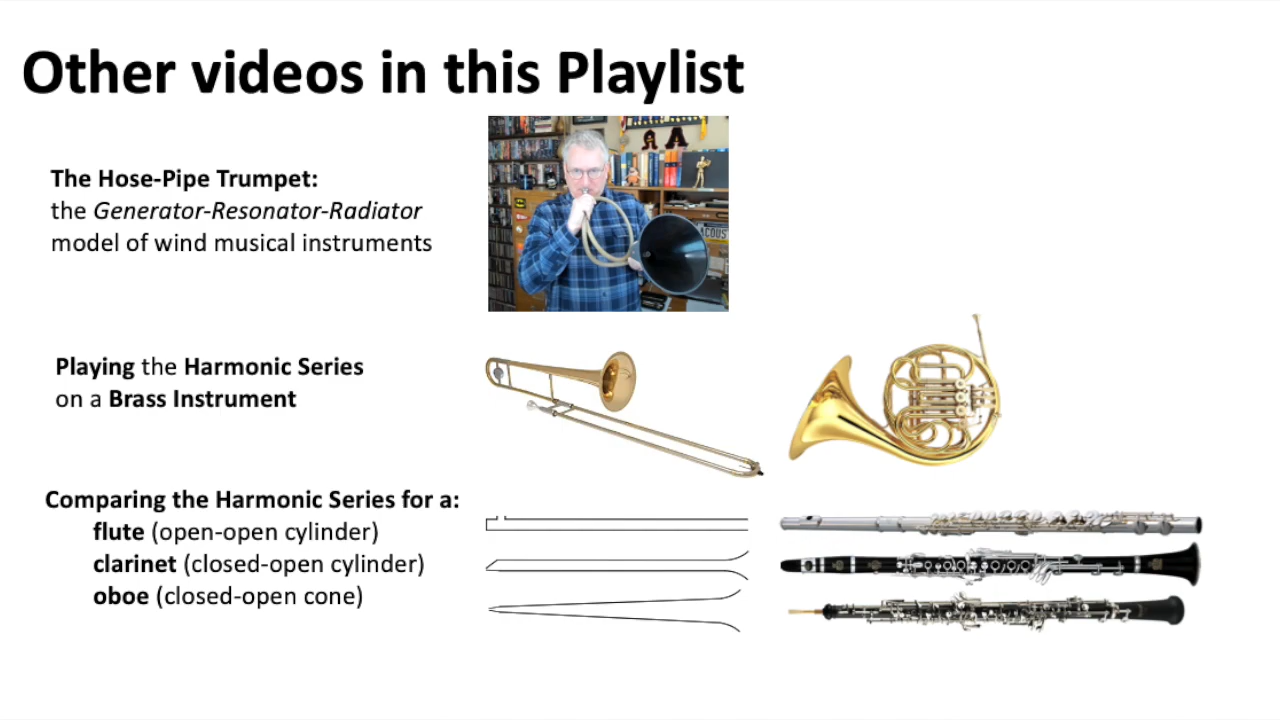 Other videos in this Playlist
The Hose-Pipe Trumpet:
the Generator-Resonator-Radiator
model of wind musical instruments
Playing the Harmonic Series
on a Brass Instrument
Comparing the Harmonic Series for a:
flute (open-open cylinder)
clarinet (closed-open cylinder)
oboe (closed-open cone)